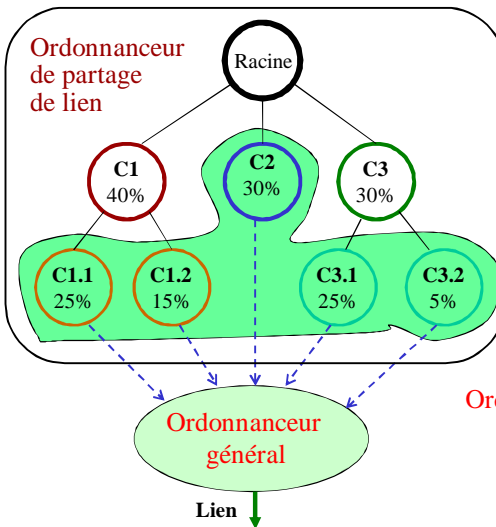 Ordonnanceur
de partage
de lien
Racine
C1
40%
C2
30%
C3
30%
C1.1
25%
C1.2
15%
C3.1
25%
C3.2
5%
Ordonnanceur
général
Lien